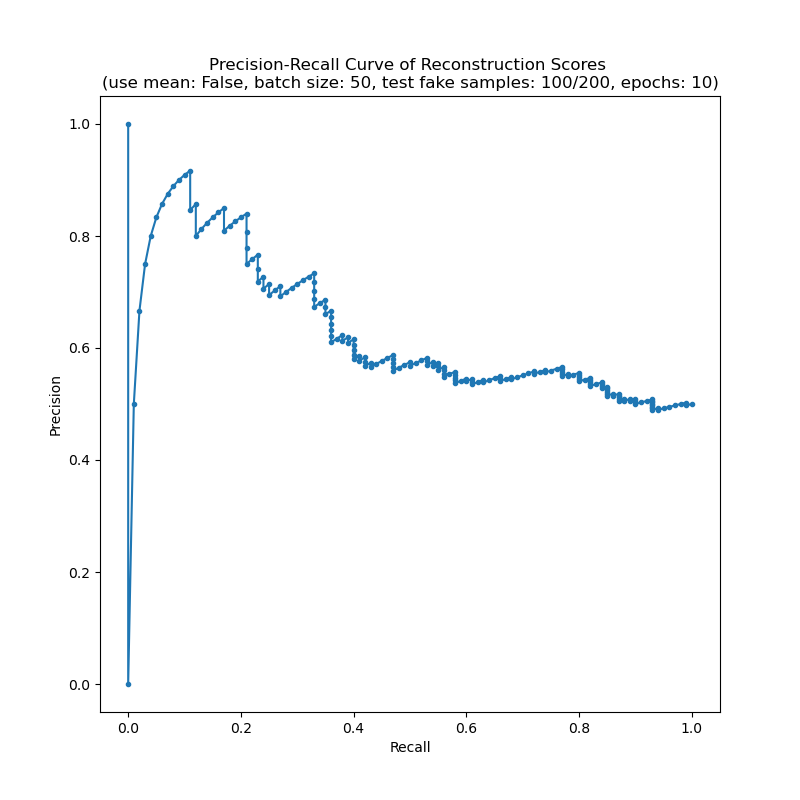 Precision-Recall Curve of Reconstruction Scores
(use mean: False, batch size: 50, test fake samples: 100/200, epochs: 10)
1.0
0.8
0.6
0.4
0.2
0.0
Precision
0.0 0.2 0.4 0.6 0.8 1.0
Recall